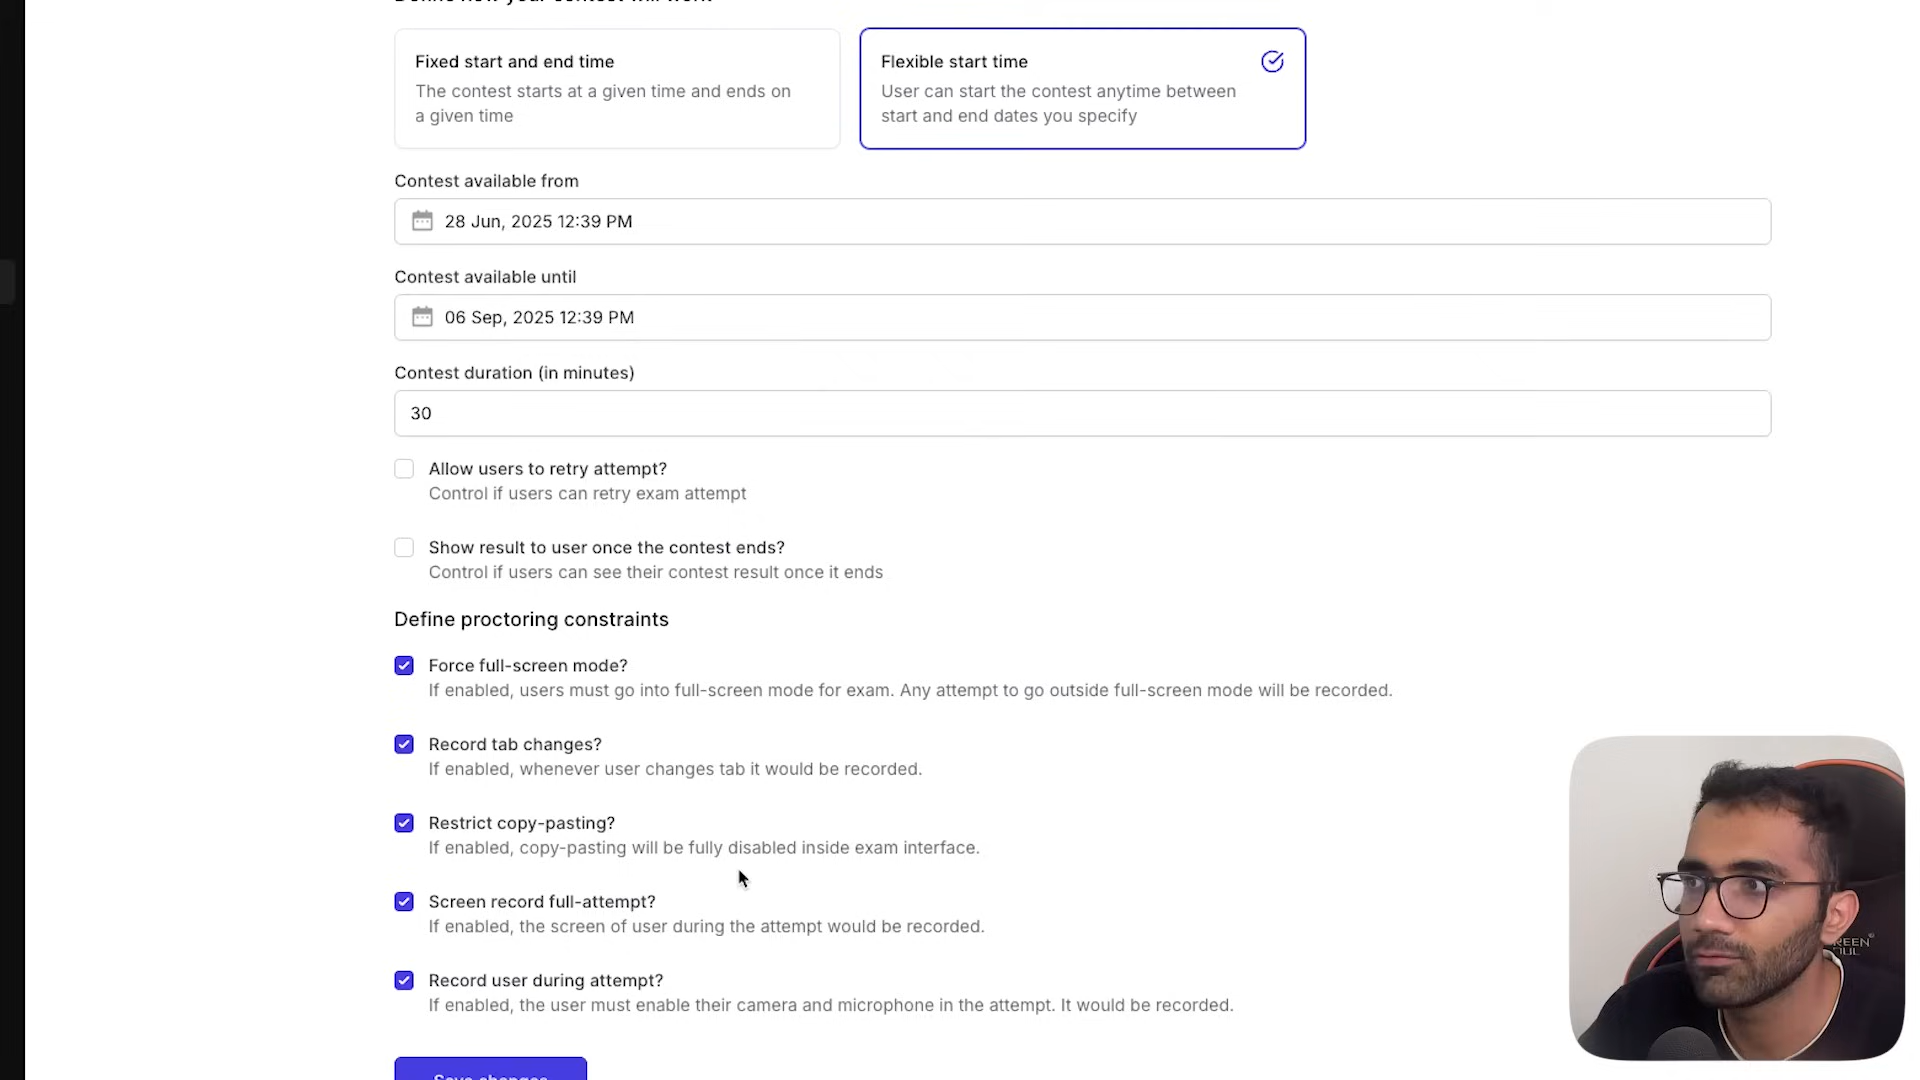 Define how your contest will work
Fixed start and end time
The contest starts at a given time and ends on
a given time
Flexible start time
User can start the contest anytime between
start and end dates you specify
Contest available from
28 Jun, 2025 12:39 PM
Contest available until
06 Sep, 2025 12:39 PM
Contest duration (in minutes)
30
Allow users to retry attempt?
Control if users can retry exam attempt
Show result to user once the contest ends?
Control if users can see their contest result once it ends
Define proctoring constraints
Force full-screen mode?
If enabled, users must go into full-screen mode for exam. Any attempt to go outside full-screen mode will be recorded.
Record tab changes?
If enabled, whenever user changes tab it would be recorded.
Restrict copy-pasting?
If enabled, copy-pasting will be fully disabled inside exam interface.
Screen record full-attempt?
If enabled, the screen of user during the attempt would be recorded.
Record user during attempt?
If enabled, the user must enable their camera and microphone in the attempt. It would be recorded.
Save changes